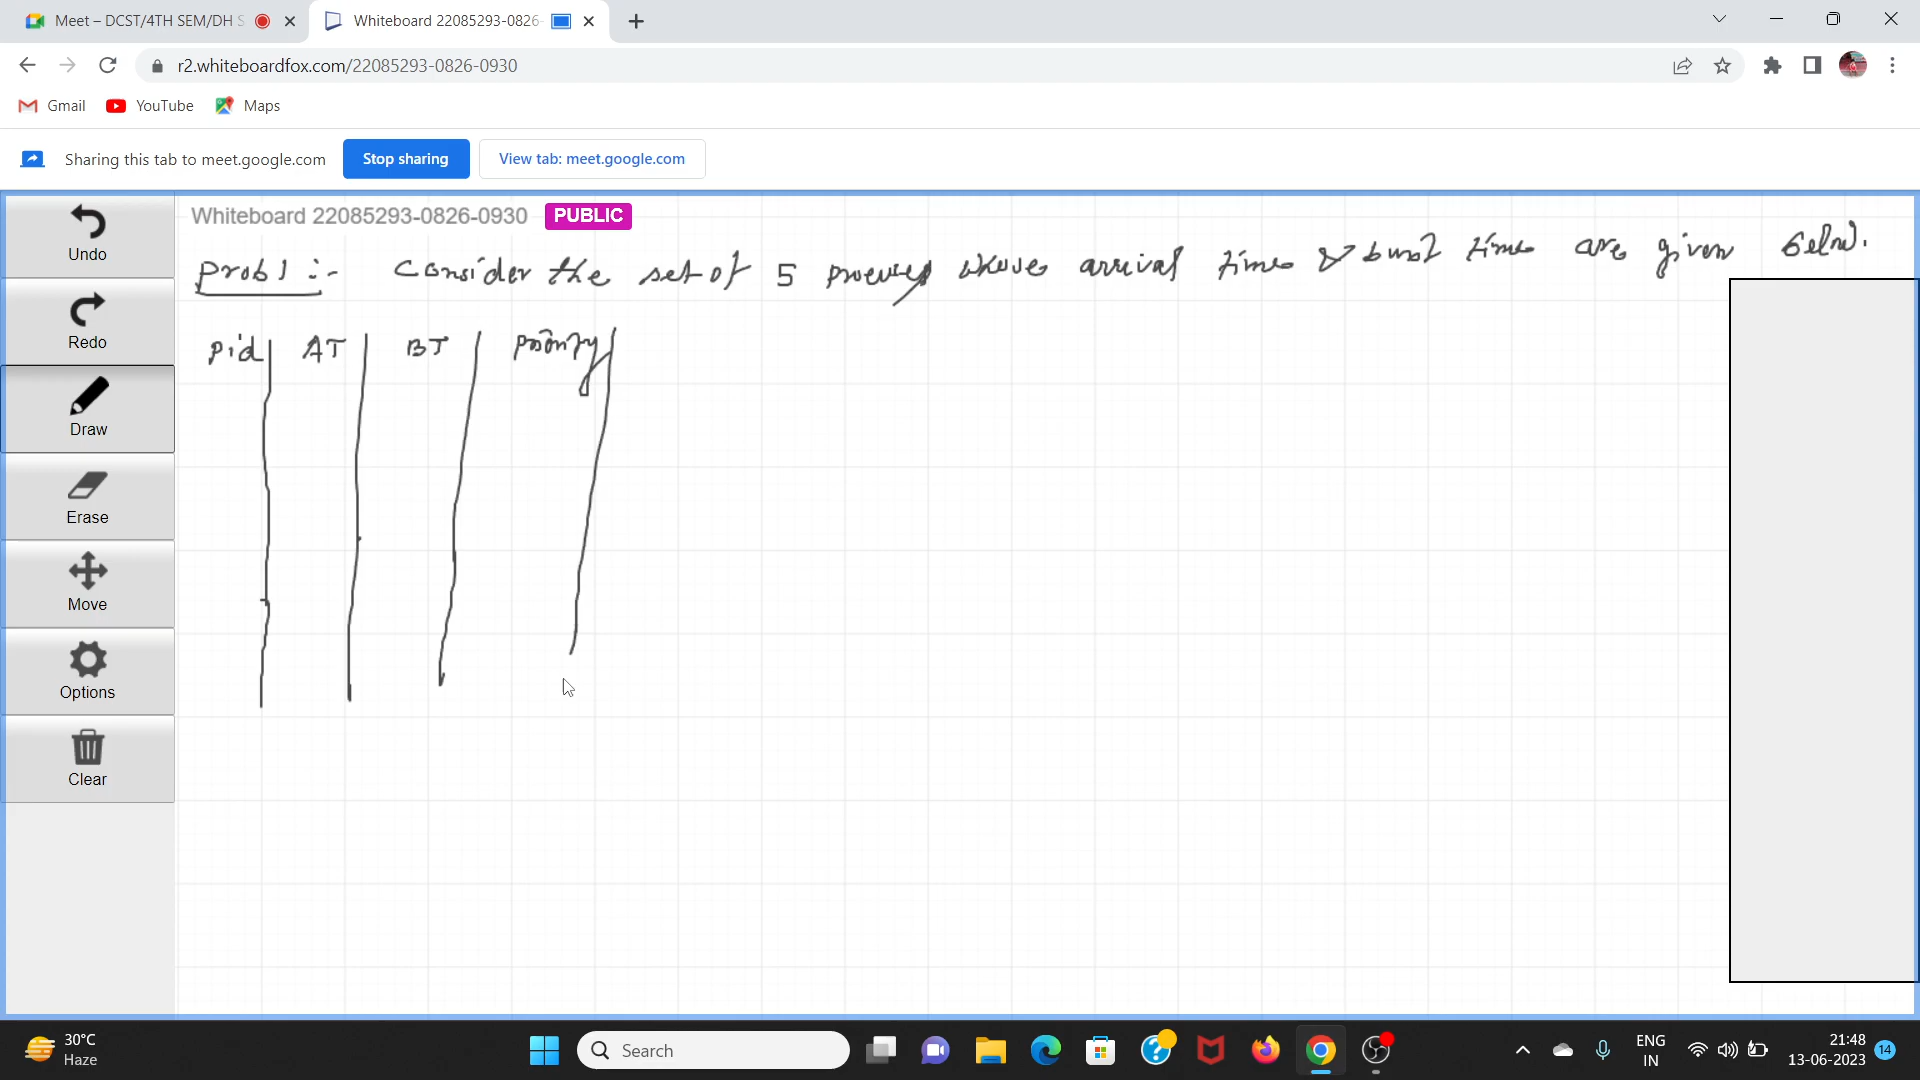 Meet – DCST/4TH SEM/DH S
Whiteboard 22085293-0826-
r2.whiteboardfox.com/22085293-0826-0930
Gmail YouTube Maps
Sharing this tab to meet.google.com Stop sharing View tab: meet.google.com
Undo
Redo
Draw
Erase
Move
Options
Clear
Whiteboard 22085293-0826-0930 PUBLIC
Prob1 :- Consider the set of 5 processes whose arrival time & burst time are given below.
Pid AT BT Priority
30°C
Haze
Search
ENG
IN
21:48
13-06-2023
14